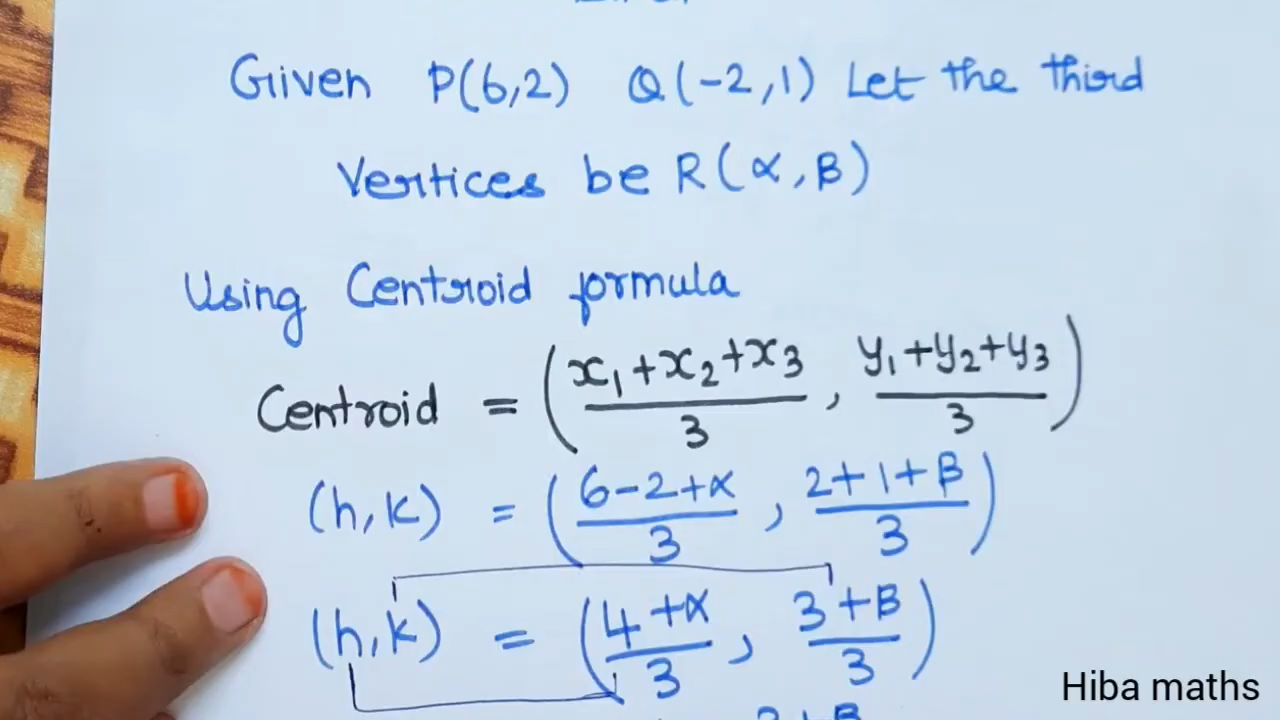 Given P(6,2) Q(-2,1) Let the third
Vertices be R(α,β)
Using Centroid formula
Centroid = (x₁+x₂+x₃/3, y₁+y₂+y₃/3)
(h,k) = (6-2+α/3, 2+1+β/3)
(h,k) = (4+α/3, 3+β/3)
Hiba maths